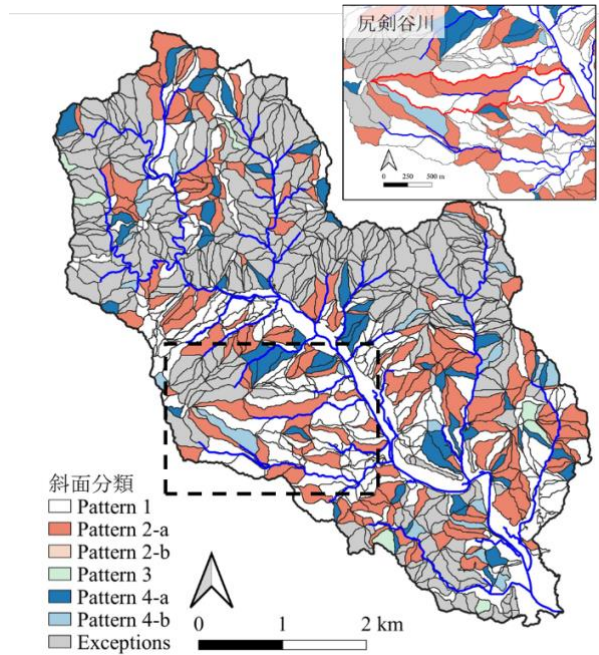 尻剣谷川
0 250 500 m
斜面分類
Pattern 1
Pattern 2-a
Pattern 2-b
Pattern 3
Pattern 4-a
Pattern 4-b
Exceptions
0 1 2 km